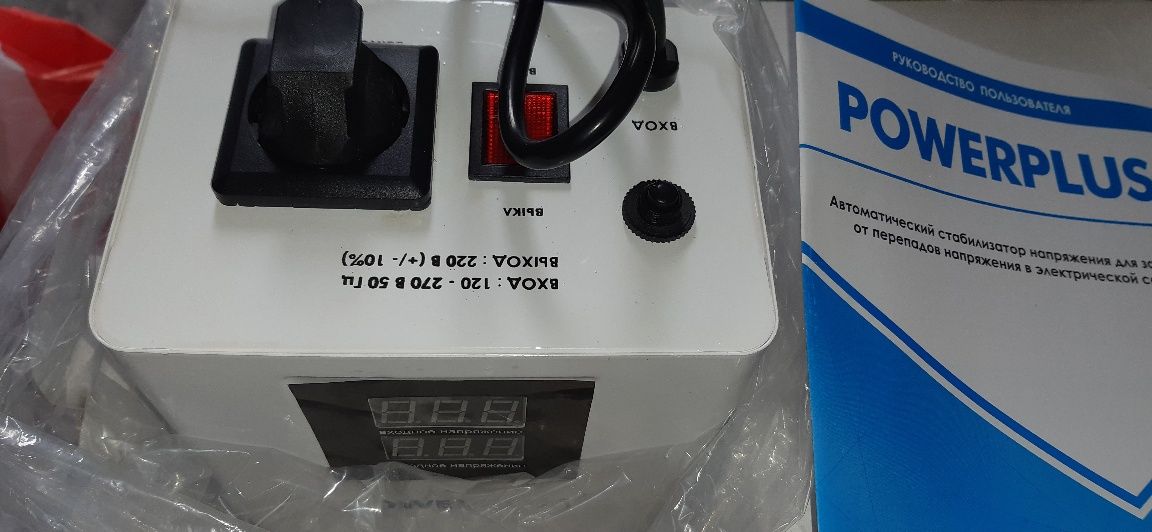 ВХОД : 120 - 270 В 50 Гц
ВЫХОД : 220 В ( +/- 10%)
ВЫКЛ
ВХОД
РУКОВОДСТВО ПОЛЬЗОВАТЕЛЯ
POWERPLUS
Автоматический стабилизатор напряжения для
от перепадов напряжения в электрической